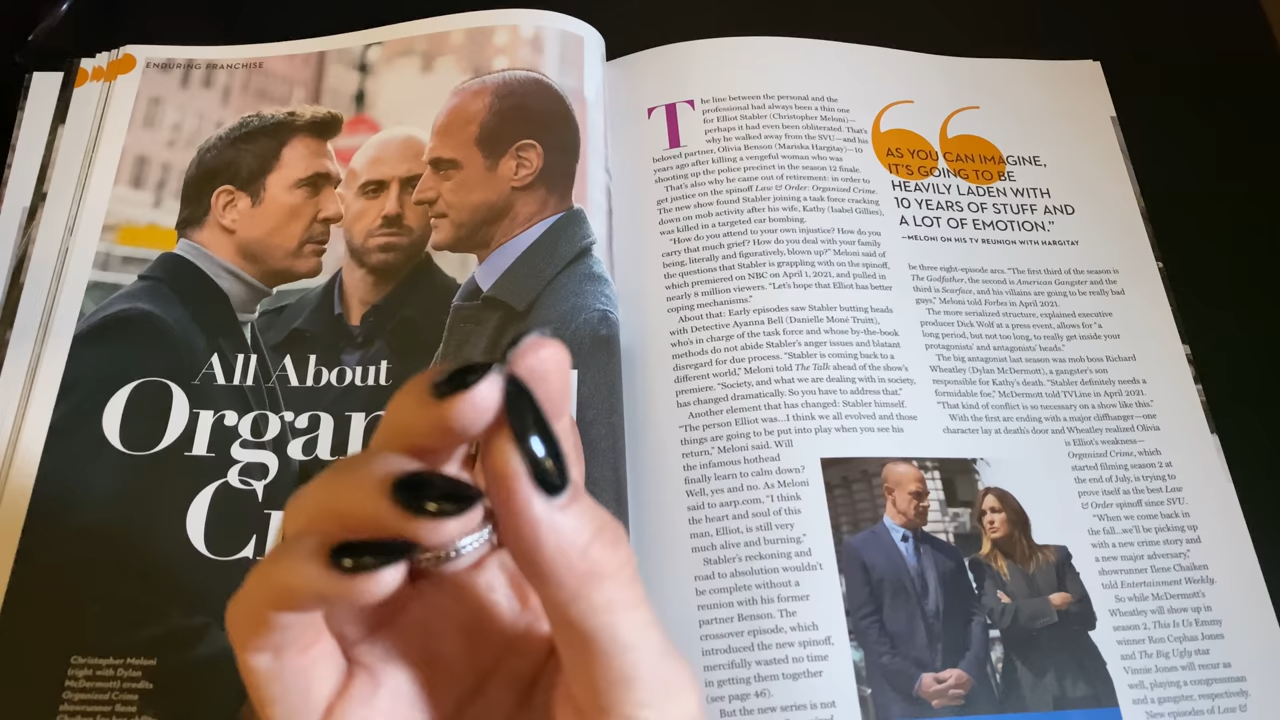 ENDURING FRANCHISE
All About
Organ
C
Christopher Meloni
(right with Dylan
McDermott) credits
Organized Crime
showrunner Ilene
Chaiken for her
The line between the personal and the
professional had always been a thin one
for Elliot Stabler (Christopher Meloni)—
perhaps it had even been obliterated. That's
why he walked away from the SVU—and his
beloved partner, Olivia Benson (Mariska Hargitay)—10
years ago after killing a vengeful woman who was
shooting up the police precinct in the season 12 finale.
That's also why he came out of retirement: in order to
get justice on the spinoff Law & Order: Organized Crime.
The new show found Stabler joining a task force cracking
down on mob activity after his wife, Kathy (Isabel Gillies),
was killed in a targeted car bombing.
"How do you attend to your own injustice? How do you
carry that much grief? How do you deal with your family
being, literally and figuratively, blown up?" Meloni said of
the questions that Stabler is grappling with on the spinoff,
which premiered on NBC on April 1, 2021, and pulled in
nearly 8 million viewers. "Let's hope that Elliot has better
coping mechanisms."
About that: Early episodes saw Stabler butting heads
with Detective Ayanna Bell (Danielle Moné Truitt),
who's in charge of the task force and whose by-the-book
methods do not abide Stabler's anger issues and blatant
disregard for due process. "Stabler is coming back to a
different world," Meloni told The Talk ahead of the show's
premiere. "Society, and what we are dealing with in society,
has changed dramatically. So you have to address that."
Another element that has changed: Stabler himself.
"The person Elliot was...I think we all evolved and those
things are going to be put into play when you see his
return," Meloni said. Will
the infamous hothead
finally learn to calm down?
Well, yes and no. As Meloni
said to aarp.com, "I think
the heart and soul of this
man, Elliot, is still very
much alive and burning."
Stabler's reckoning and
road to absolution wouldn't
be complete without a
reunion with his former
partner Benson. The
crossover episode, which
introduced the new spinoff,
mercifully wasted no time
in getting them together
(see page 46).
But the new series is not
AS YOU CAN IMAGINE,
IT'S GOING TO BE
HEAVILY LADEN WITH
10 YEARS OF STUFF AND
A LOT OF EMOTION."
—MELONI ON HIS TV REUNION WITH HARGITAY
be three eight-episode arcs. "The first third of the season is
The Godfather, the second is American Gangster and the
third is Scarface, and his villains are going to be really bad
guys," Meloni told Forbes in April 2021.
The more serialized structure, explained executive
producer Dick Wolf at a press event, allows for "a
long period, but not too long, to really get inside your
protagonists' and antagonists' heads."
The big antagonist last season was mob boss Richard
Wheatley (Dylan McDermott), a gangster's son
responsible for Kathy's death. "Stabler definitely needs a
formidable foe," McDermott told TVLine in April 2021.
"That kind of conflict is so necessary on a show like this."
With the first arc ending with a major cliffhanger—one
character lay at death's door and Wheatley realized Olivia
is Elliot's weakness—
Organized Crime, which
started filming season 2 at
the end of July, is trying to
prove itself as the best Law
& Order spinoff since SVU.
"When we come back in
the fall...we'll be picking up
with a new crime story and
a new major adversary,"
showrunner Ilene Chaiken
told Entertainment Weekly.
So while McDermott's
Wheatley will show up in
season 2, This Is Us Emmy
winner Ron Cephas Jones
and The Big Ugly star
Vinnie Jones will recur as
well, playing a congressman
and a gangster, respectively.
New episodes of Law &